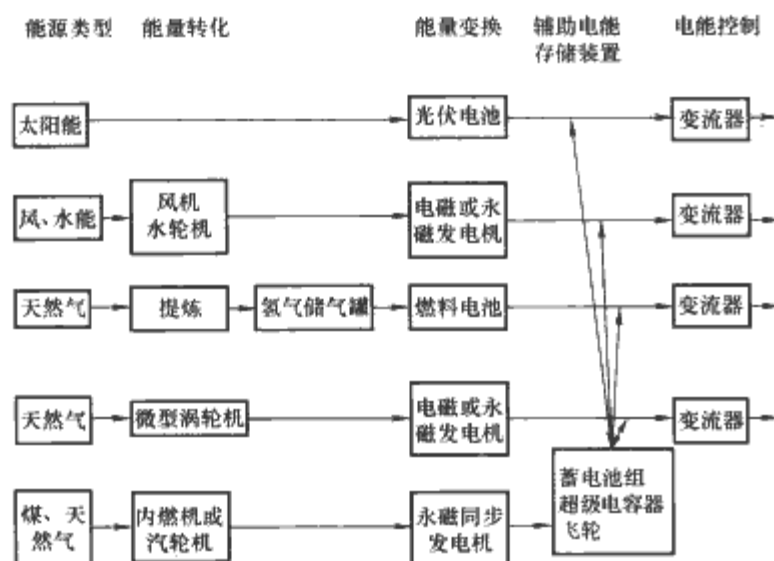 能源类型 能量转化 能量变换 辅助电能 电能控制
存储装置
太阳能 光伏电池 变流器
风、水能 风机 电磁或永 变流器
水轮机 磁发电机
天然气 提炼 氢气储气罐 燃料电池 变流器
天然气 微型涡轮机 电磁或永 变流器
磁发电机
蓄电池组
超级电容器
飞轮
煤、天 内燃机或 永磁同步
然气 汽轮机 发电机